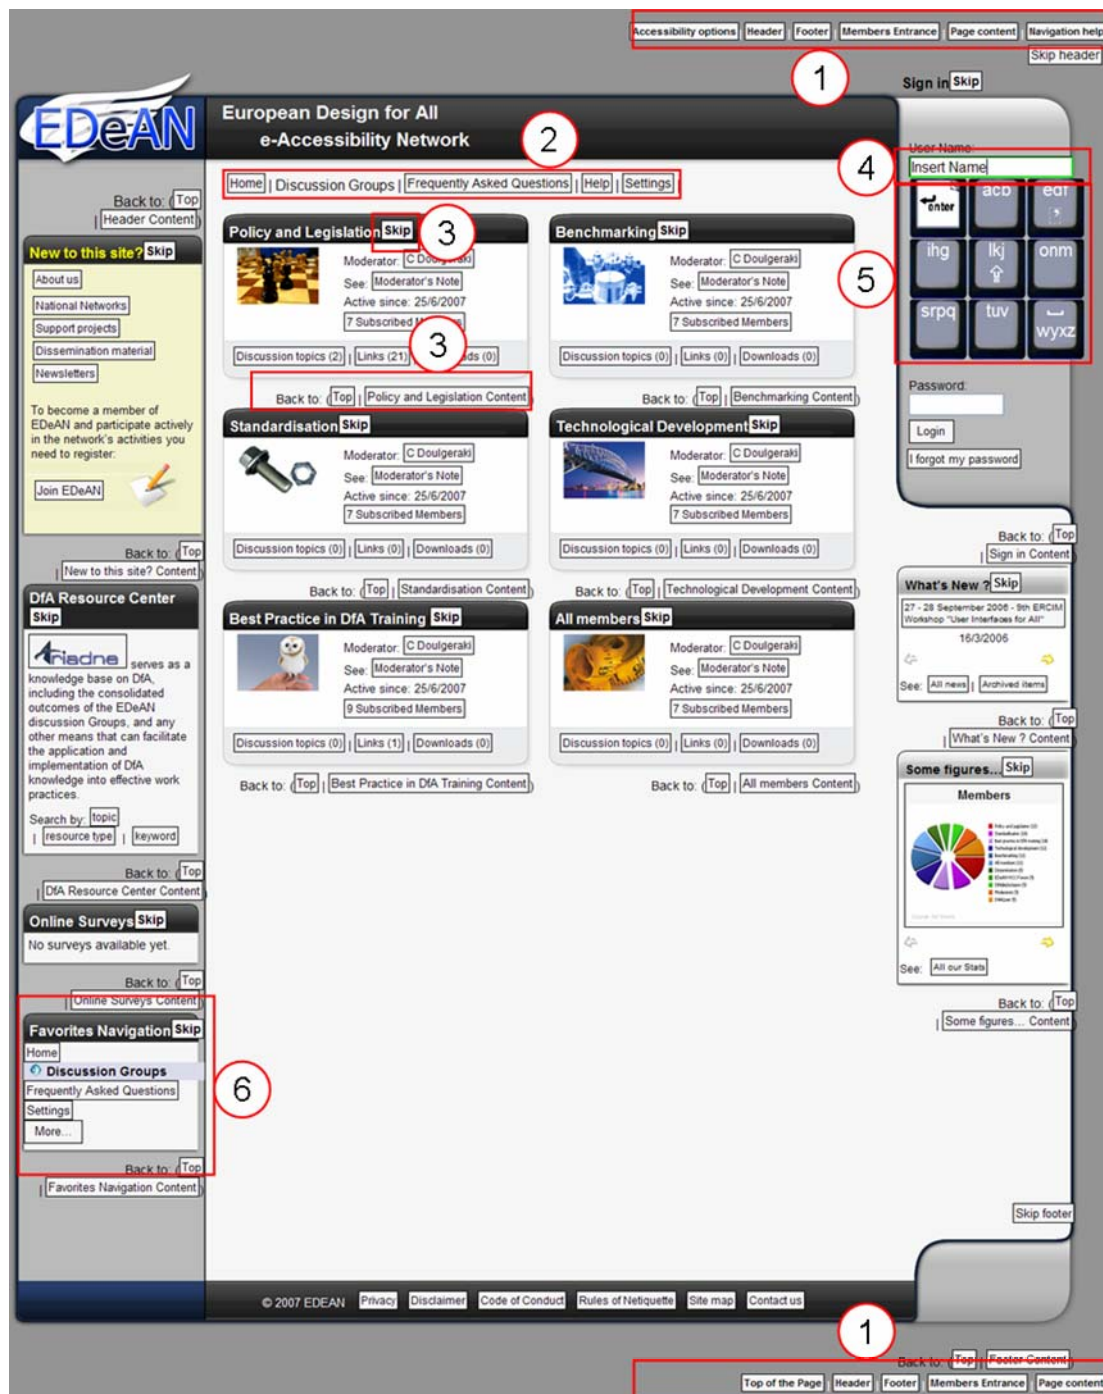 Accessibility options | Header | Footer | Members Entrance | Page content | Navigation help
Skip header
1
Sign in Skip
EDeAN
European Design for All
e-Accessibility Network
2
Home | Discussion Groups | Frequently Asked Questions | Help | Settings |
Back to: (Top
| Header Content)
New to this site? Skip
About us
National Networks
Support projects
Dissemination material
Newsletters
To become a member of
EDeAN and participate actively
in the network's activities you
need to register:
Join EDeAN
Back to: (Top
| New to this site? Content)
DfA Resource Center
Skip
Ariadne serves as a
knowledge base on DfA,
including the consolidated
outcomes of the EDeAN
discussion Groups, and any
other means that can facilitate
the application and
implementation of DfA
knowledge into effective work
practices.
Search by: topic
| resource type | keyword
Back to: (Top
| DfA Resource Center Content)
Online Surveys Skip
No surveys available yet.
Back to: (Top
| Online Surveys Content)
Favorites Navigation Skip
Home
Discussion Groups
Frequently Asked Questions
Settings
More...
6
Back to: (Top
| Favorites Navigation Content)
Policy and Legislation Skip
3
Moderator: C Doulgeraki
See: Moderator's Note
Active since: 25/6/2007
7 Subscribed Members
3
Discussion topics (2) | Links (21) | Downloads (0)
Back to: (Top | Policy and Legislation Content)
Benchmarking Skip
Moderator: C Doulgeraki
See: Moderator's Note
Active since: 25/6/2007
7 Subscribed Members
Discussion topics (0) | Links (0) | Downloads (0)
Back to: (Top | Benchmarking Content)
Standardisation Skip
Moderator: C Doulgeraki
See: Moderator's Note
Active since: 25/6/2007
7 Subscribed Members
Discussion topics (0) | Links (0) | Downloads (0)
Back to: (Top | Standardisation Content)
Technological Development Skip
Moderator: C Doulgeraki
See: Moderator's Note
Active since: 25/6/2007
7 Subscribed Members
Discussion topics (0) | Links (0) | Downloads (0)
Back to: (Top | Technological Development Content)
Best Practice in DfA Training Skip
Moderator: C Doulgeraki
See: Moderator's Note
Active since: 25/6/2007
9 Subscribed Members
Discussion topics (0) | Links (1) | Downloads (0)
Back to: (Top | Best Practice in DfA Training Content)
All members Skip
Moderator: C Doulgeraki
See: Moderator's Note
Active since: 25/6/2007
7 Subscribed Members
Discussion topics (0) | Links (0) | Downloads (0)
Back to: (Top | All members Content)
User Name:
4
Insert Name
enter acb edf
5
ihg lkj onm
srpq tuv wyxz
Password:
Login
I forgot my password
Back to: (Top
| Sign in Content)
What's New ? Skip
27 - 28 September 2006 - 9th ERCIM
Workshop "User Interfaces for All"
16/3/2006
See: All news | Archived items
Back to: (Top
| What's New ? Content)
Some figures... Skip
Members
See: All our Stats
Back to: (Top
| Some figures... Content)
Skip footer
© 2007 EDEAN Privacy Disclaimer Code of Conduct Rules of Netiquette Site map Contact us
1
Back to: (Top | Footer Content)
Top of the Page | Header | Footer | Members Entrance | Page content